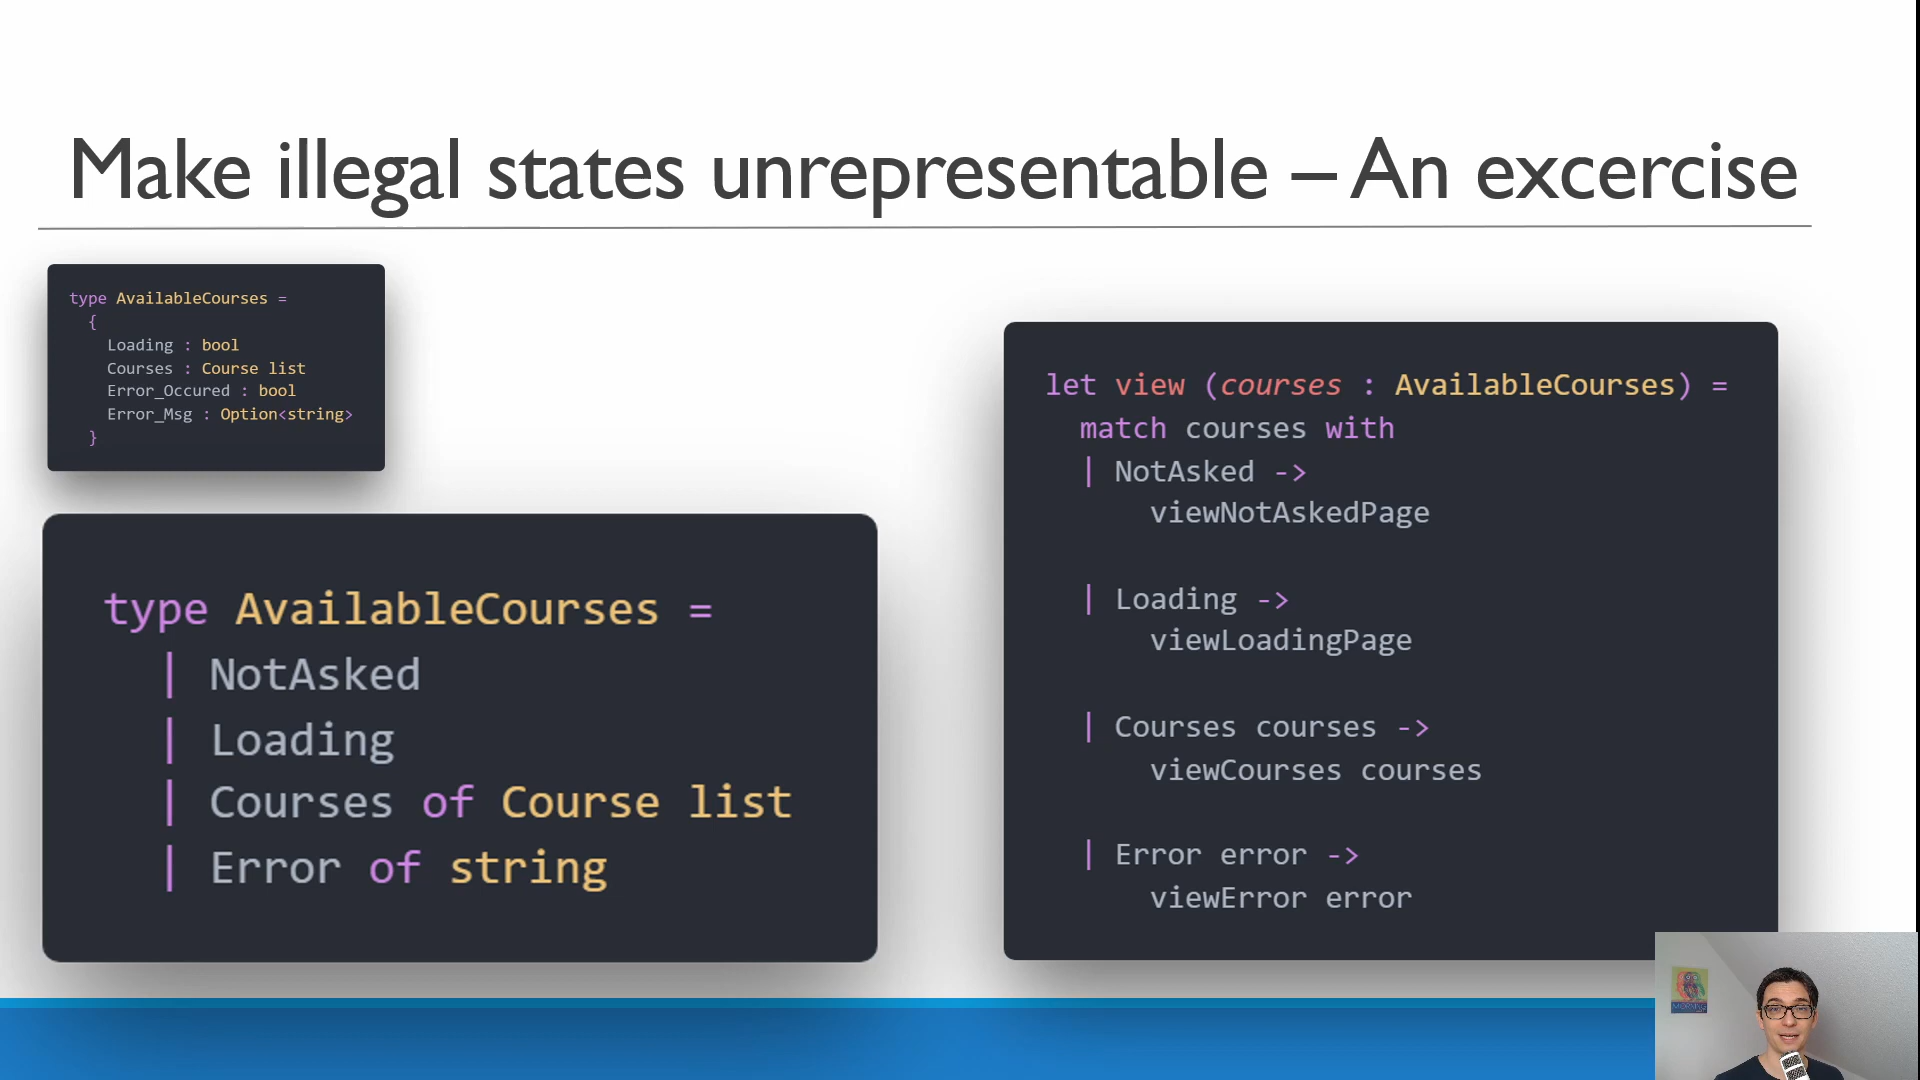 Make illegal states unrepresentable – An excercise
type AvailableCourses =
{
Loading : bool
Courses : Course list
Error_Occured : bool
Error_Msg : Option<string>
}
type AvailableCourses =
| NotAsked
| Loading
| Courses of Course list
| Error of string
let view (courses : AvailableCourses) =
match courses with
| NotAsked ->
viewNotAskedPage
| Loading ->
viewLoadingPage
| Courses courses ->
viewCourses courses
| Error error ->
viewError error